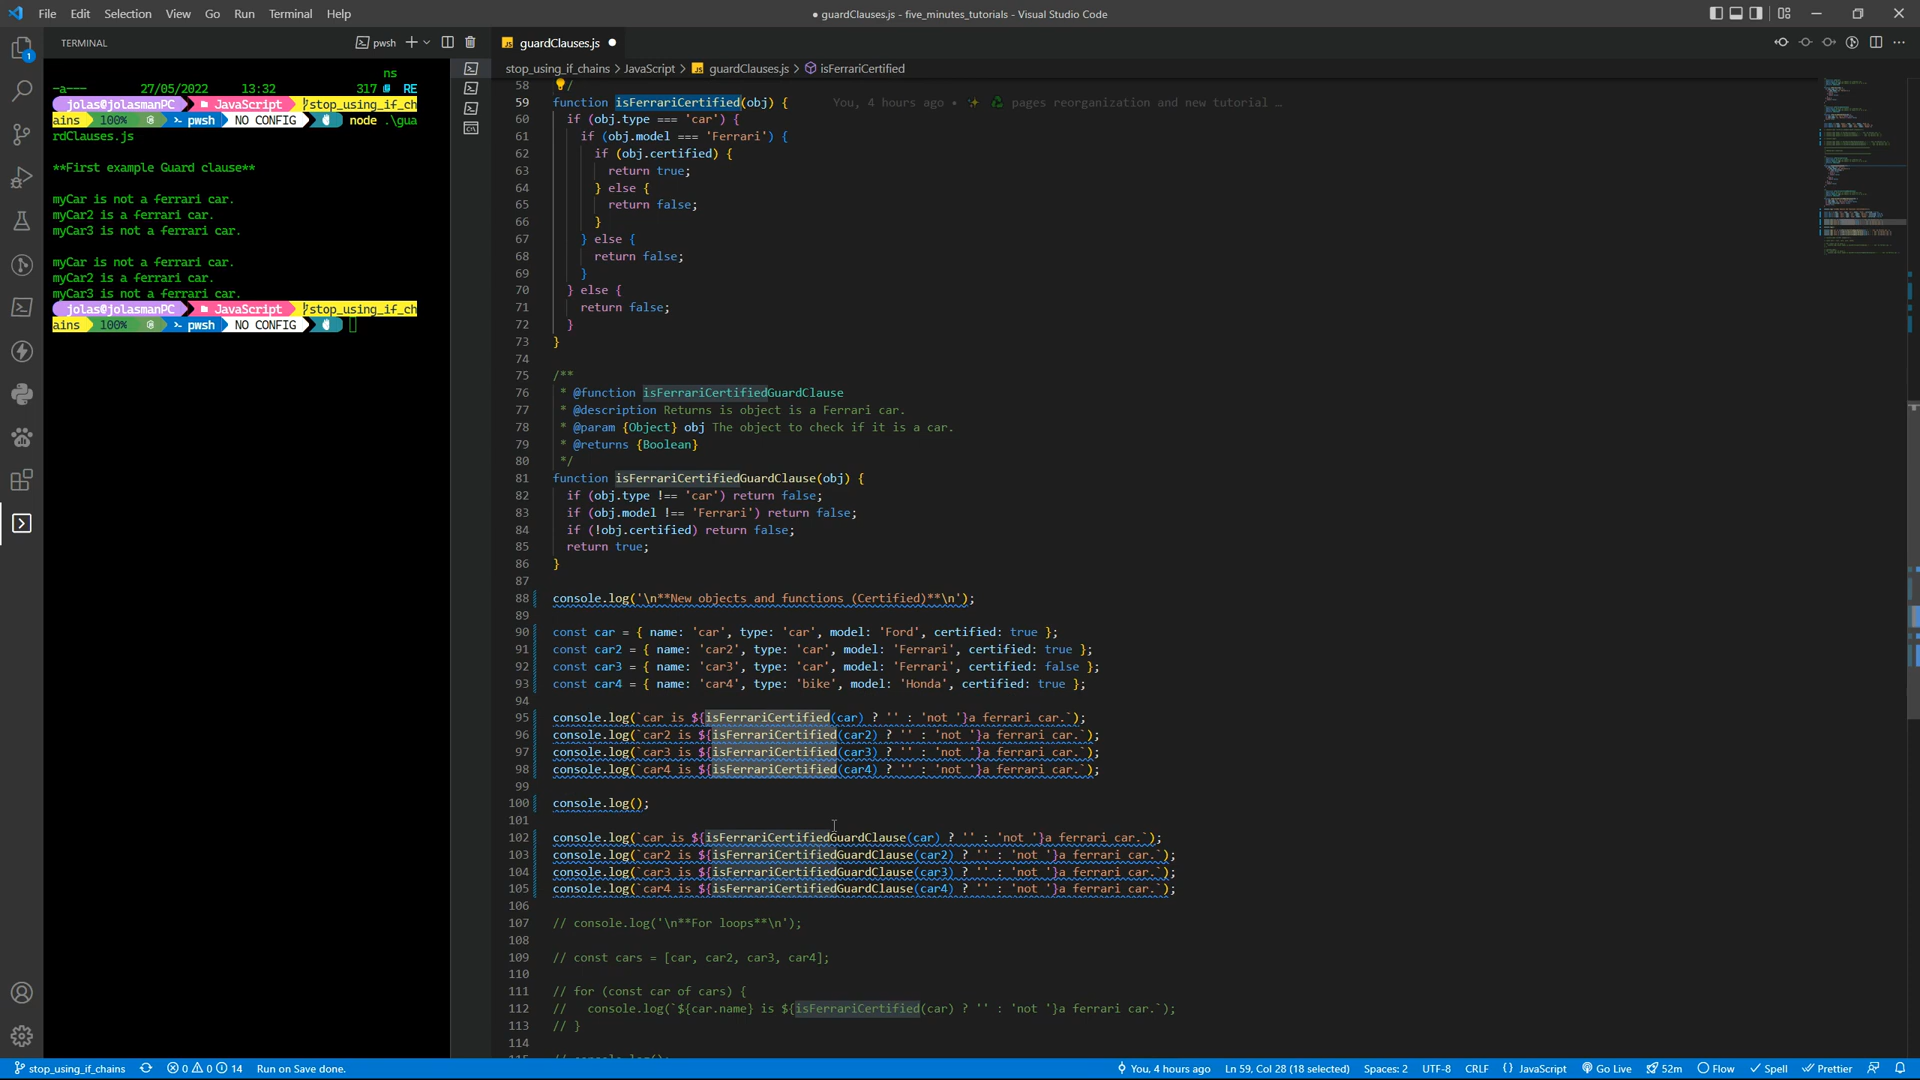 File Edit Selection View Go Run Terminal Help
● guardClauses.js - five_minutes_tutorials - Visual Studio Code
TERMINAL
pwsh
ns
-a--- 27/05/2022 13:32 317 RE
jolas@jolasmanPC JavaScript stop_using_if_ch
ains 100% pwsh NO CONFIG node .\gua
rdClauses.js
**First example Guard clause**
myCar is not a ferrari car.
myCar2 is a ferrari car.
myCar3 is not a ferrari car.
myCar is not a ferrari car.
myCar2 is a ferrari car.
myCar3 is not a ferrari car.
jolas@jolasmanPC JavaScript stop_using_if_ch
ains 100% pwsh NO CONFIG
JS guardClauses.js ●
stop_using_if_chains > JavaScript > JS guardClauses.js > isFerrariCertified
58 */
59 function isFerrariCertified(obj) { You, 4 hours ago • pages reorganization and new tutorial …
60 if (obj.type === 'car') {
61 if (obj.model === 'Ferrari') {
62 if (obj.certified) {
63 return true;
64 } else {
65 return false;
66 }
67 } else {
68 return false;
69 }
70 } else {
71 return false;
72 }
73 }
74
75 /**
76 * @function isFerrariCertifiedGuardClause
77 * @description Returns is object is a Ferrari car.
78 * @param {Object} obj The object to check if it is a car.
79 * @returns {Boolean}
80 */
81 function isFerrariCertifiedGuardClause(obj) {
82 if (obj.type !== 'car') return false;
83 if (obj.model !== 'Ferrari') return false;
84 if (!obj.certified) return false;
85 return true;
86 }
87
88 console.log('\n**New objects and functions (Certified)**\n');
89
90 const car = { name: 'car', type: 'car', model: 'Ford', certified: true };
91 const car2 = { name: 'car2', type: 'car', model: 'Ferrari', certified: true };
92 const car3 = { name: 'car3', type: 'car', model: 'Ferrari', certified: false };
93 const car4 = { name: 'car4', type: 'bike', model: 'Honda', certified: true };
94
95 console.log(`car is ${isFerrariCertified(car) ? '' : 'not '}a ferrari car.`);
96 console.log(`car2 is ${isFerrariCertified(car2) ? '' : 'not '}a ferrari car.`);
97 console.log(`car3 is ${isFerrariCertified(car3) ? '' : 'not '}a ferrari car.`);
98 console.log(`car4 is ${isFerrariCertified(car4) ? '' : 'not '}a ferrari car.`);
99
100 console.log();
101
102 console.log(`car is ${isFerrariCertifiedGuardClause(car) ? '' : 'not '}a ferrari car.`);
103 console.log(`car2 is ${isFerrariCertifiedGuardClause(car2) ? '' : 'not '}a ferrari car.`);
104 console.log(`car3 is ${isFerrariCertifiedGuardClause(car3) ? '' : 'not '}a ferrari car.`);
105 console.log(`car4 is ${isFerrariCertifiedGuardClause(car4) ? '' : 'not '}a ferrari car.`);
106
107 // console.log('\n**For loops**\n');
108
109 // const cars = [car, car2, car3, car4];
110
111 // for (const car of cars) {
112 // console.log(`${car.name} is ${isFerrariCertified(car) ? '' : 'not '}a ferrari car.`);
113 // }
114
115 // console.log();
stop_using_if_chains 0 0 14 Run on Save done. You, 4 hours ago Ln 59, Col 28 (18 selected) Spaces: 2 UTF-8 CRLF {} JavaScript Go Live 52m Flow Spell Prettier